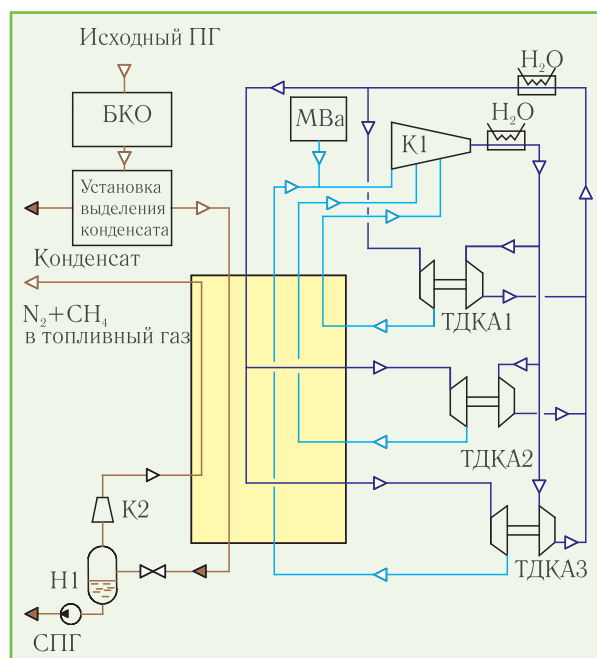 Исходный ПГ
БКО
Установка
выделения
конденсата
Конденсат
N₂+CH₄
в топливный газ
К2
Н1
СПГ
МВа
К1
H₂O
H₂O
ТДКА1
ТДКА2
ТДКА3